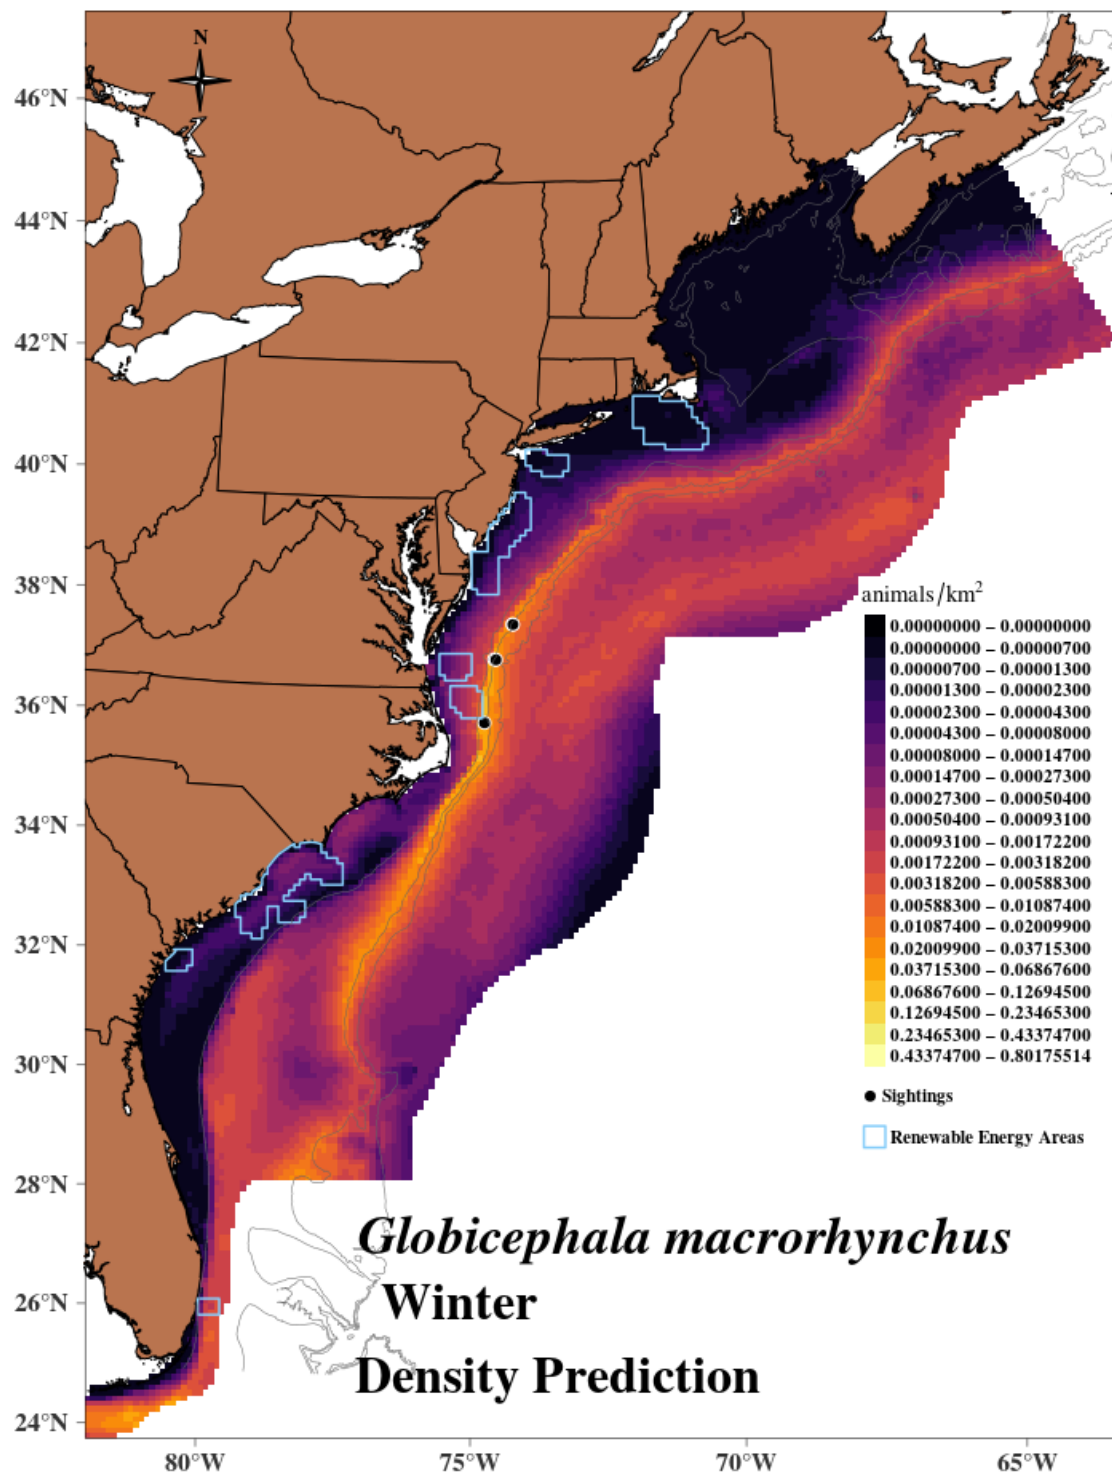 N
46°N
44°N
42°N
40°N
38°N
36°N
34°N
32°N
30°N
28°N
26°N
24°N
animals/km²
0.00000000 – 0.00000000
0.00000000 – 0.00000700
0.00000700 – 0.00001300
0.00001300 – 0.00002300
0.00002300 – 0.00004300
0.00004300 – 0.00008000
0.00008000 – 0.00014700
0.00014700 – 0.00027300
0.00027300 – 0.00050400
0.00050400 – 0.00093100
0.00093100 – 0.00172200
0.00172200 – 0.00318200
0.00318200 – 0.00588300
0.00588300 – 0.01087400
0.01087400 – 0.02009900
0.02009900 – 0.03715300
0.03715300 – 0.06867600
0.06867600 – 0.12694500
0.12694500 – 0.23465300
0.23465300 – 0.43374700
0.43374700 – 0.80175514
Sightings
Renewable Energy Areas
Globicephala macrorhynchus
Winter
Density Prediction
80°W
75°W
70°W
65°W